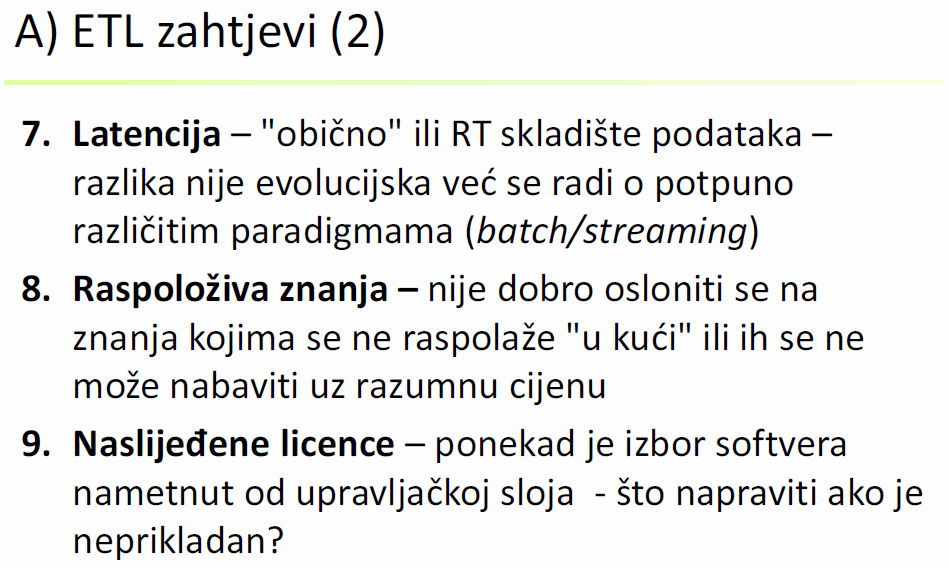 A) ETL zahtjevi (2)
7. Latencija – "obično" ili RT skladište podataka –
razlika nije evolucijska već se radi o potpuno
različitim paradigmama (batch/streaming)
8. Raspoloživa znanja – nije dobro osloniti se na
znanja kojima se ne raspolaže "u kući" ili ih se ne
može nabaviti uz razumnu cijenu
9. Naslijeđene licence – ponekad je izbor softvera
nametnut od upravljačkoj sloja - što napraviti ako je
neprikladan?